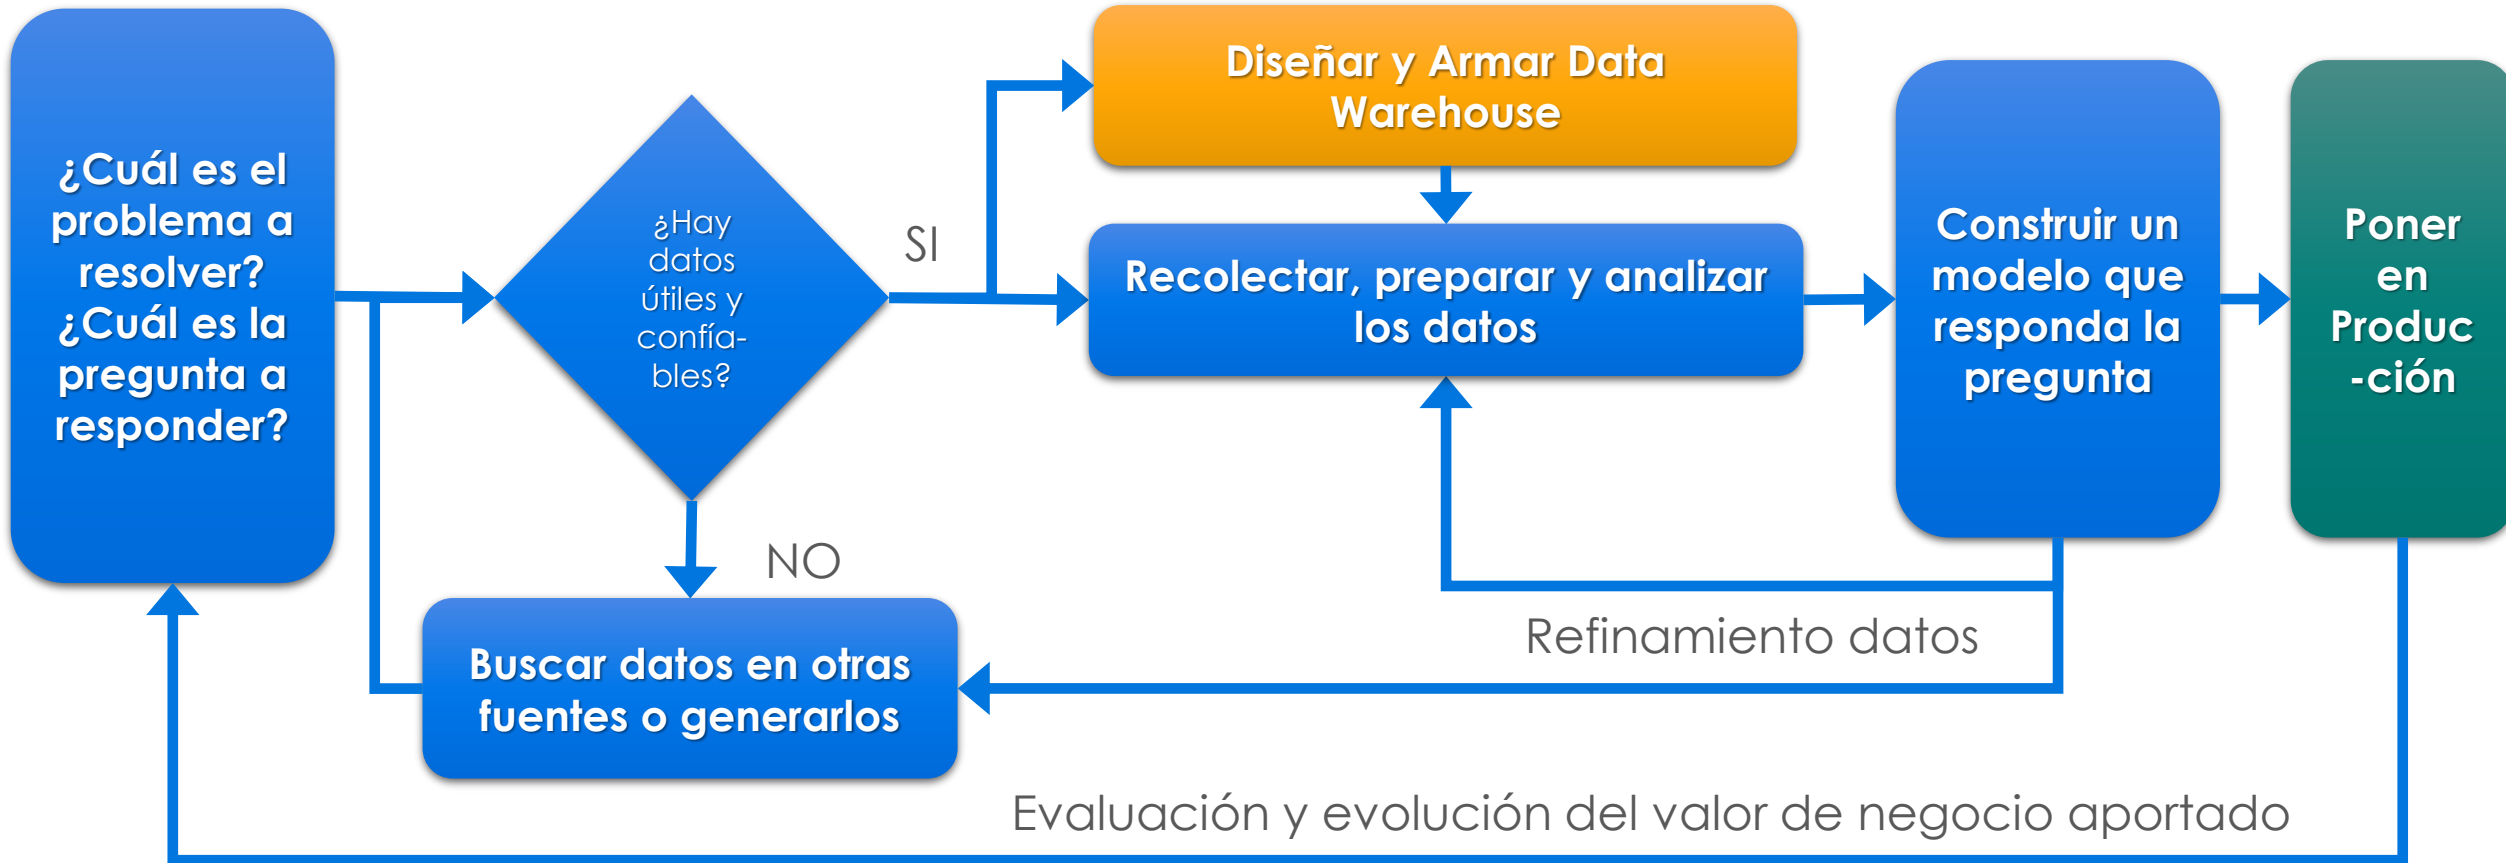 ¿Cuál es el
problema a
resolver?
¿Cuál es la
pregunta a
responder?
¿Hay
datos
útiles y
confía-
bles?
SI
NO
Buscar datos en otras
fuentes o generarlos
Diseñar y Armar Data
Warehouse
Recolectar, preparar y analizar
los datos
Construir un
modelo que
responda la
pregunta
Poner
en
Produc
-ción
Refinamiento datos
Evaluación y evolución del valor de negocio aportado